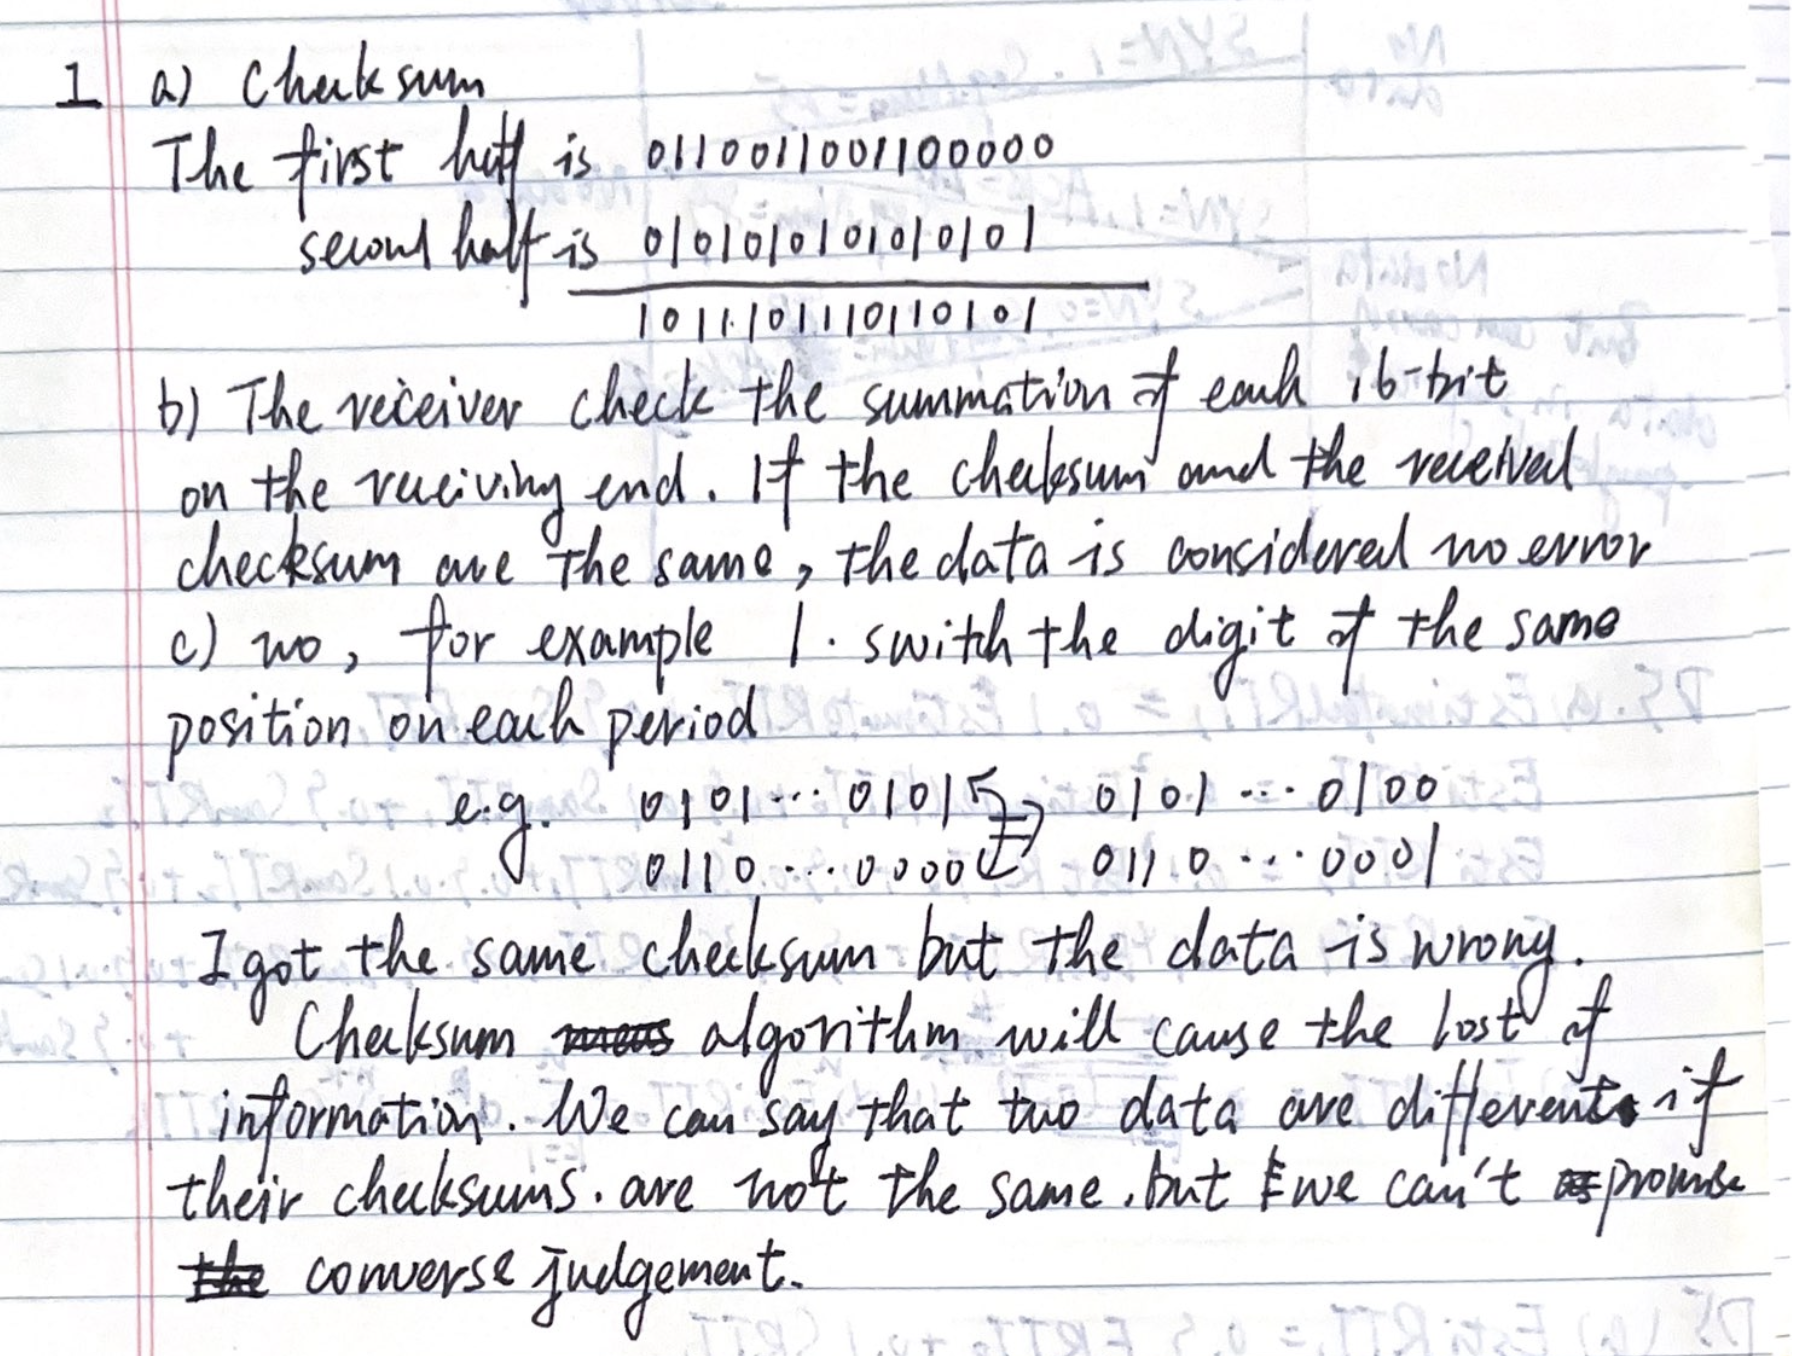 1 a) Checksum
The first half is 0110011001100000
second half is 0101010101010101
1011101110110101
b) The receiver check the summation of each 16-bit
on the receiving end. If the checksum and the received
checksum are the same, the data is considered no error
c) no, for example 1. switch the digit of the same
position on each period
e.g. 0101...0101 0101...0100
0110...0000 0110...0001
I got the same checksum but the data is wrong.
Checksum algorithm will cause the lost of
information. We can say that two data are different if
their checksums. are not the same. but we can't promise
converse judgement.